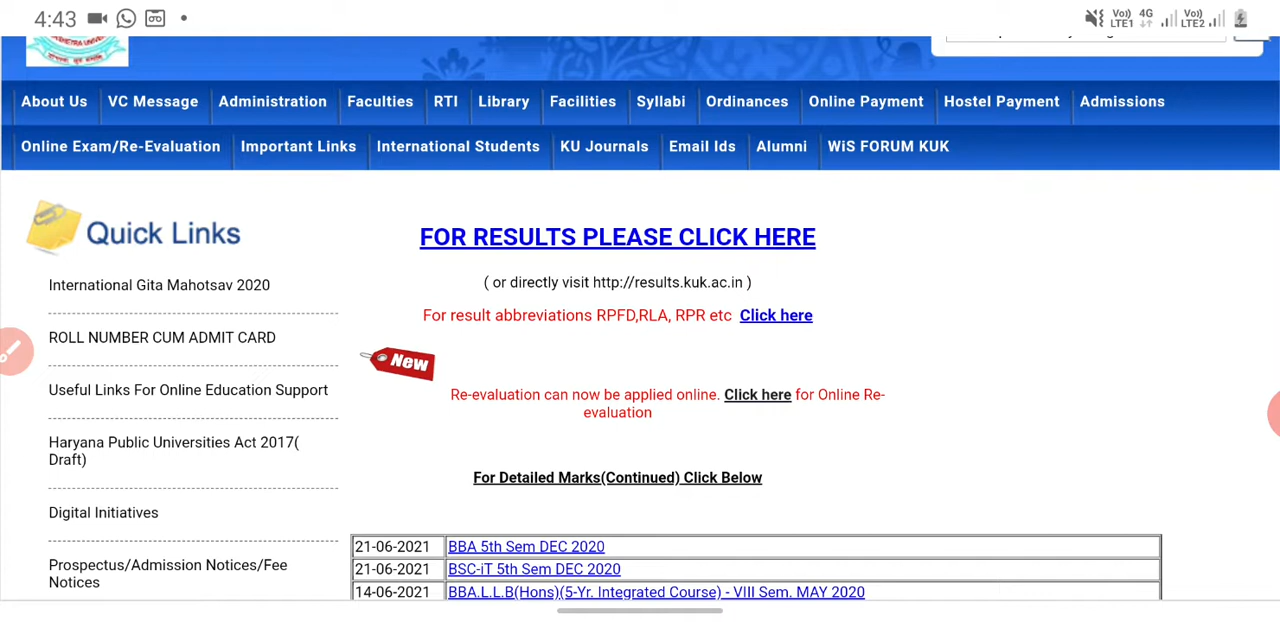 4:43
Vo)) LTE1 4G Vo)) LTE2
About Us VC Message Administration Faculties RTI Library Facilities Syllabi Ordinances Online Payment Hostel Payment Admissions
Online Exam/Re-Evaluation Important Links International Students KU Journals Email Ids Alumni WiS FORUM KUK
Quick Links
International Gita Mahotsav 2020
ROLL NUMBER CUM ADMIT CARD
Useful Links For Online Education Support
Haryana Public Universities Act 2017(
Draft)
Digital Initiatives
Prospectus/Admission Notices/Fee
Notices
FOR RESULTS PLEASE CLICK HERE
( or directly visit http://results.kuk.ac.in )
For result abbreviations RPFD,RLA, RPR etc Click here
New
Re-evaluation can now be applied online. Click here for Online Re-
evaluation
For Detailed Marks(Continued) Click Below
21-06-2021 BBA 5th Sem DEC 2020
21-06-2021 BSC-iT 5th Sem DEC 2020
14-06-2021 BBA.L.L.B(Hons)(5-Yr. Integrated Course) - VIII Sem. MAY 2020